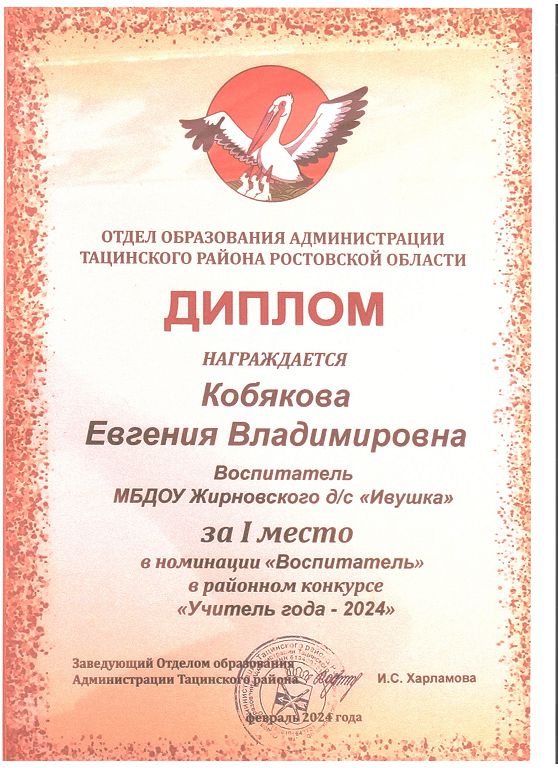 ОТДЕЛ ОБРАЗОВАНИЯ АДМИНИСТРАЦИИ
ТАЦИНСКОГО РАЙОНА РОСТОВСКОЙ ОБЛАСТИ
ДИПЛОМ
НАГРАЖДАЕТСЯ
Кобякова
Евгения Владимировна
Воспитатель
МБДОУ Жирновского д/с «Ивушка»
за I место
в номинации «Воспитатель»
в районном конкурсе
«Учитель года - 2024»
Заведующий Отделом образования
Администрации Тацинского района
И.С. Харламова
февраль 2024 года